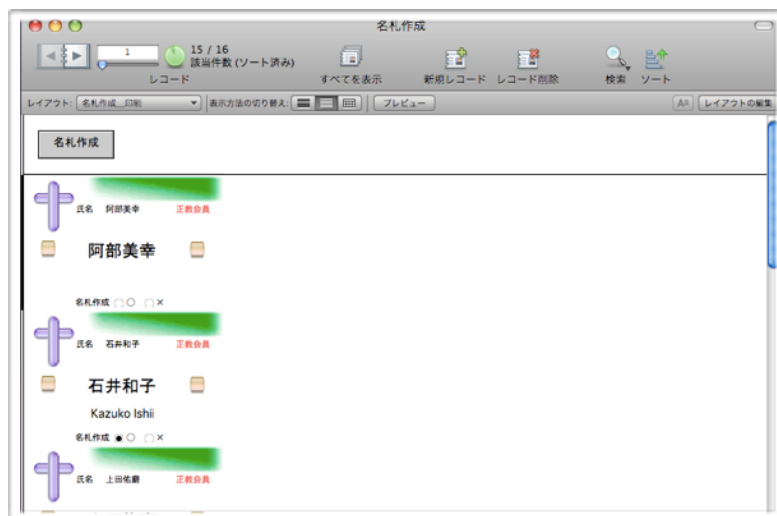 名札作成
1
15 / 16
該当件数 (ソート済み)
レコード
すべてを表示
新規レコード
レコード削除
検索
ソート
レイアウト: 名札作成__印刷
表示方法の切り替え:
プレビュー
Aa
レイアウトの編集
名札作成
氏名 阿部美幸 正教会員
阿部美幸
名札作成 ○ ×
氏名 石井和子 正教会員
石井和子
Kazuko Ishii
名札作成 ○ ×
氏名 上田佑磨 正教会員